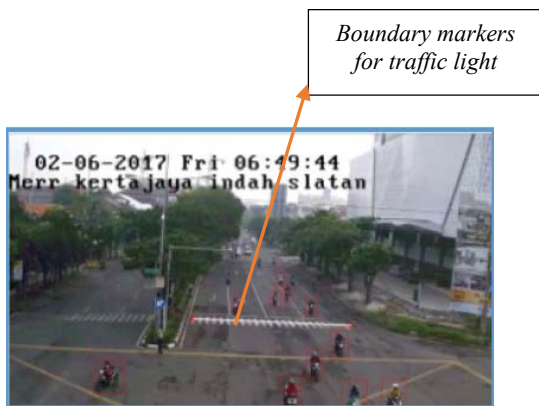 Boundary markers
for traffic light
02-06-2017 Fri 06:49:44
Merr kertajaya indah slatan